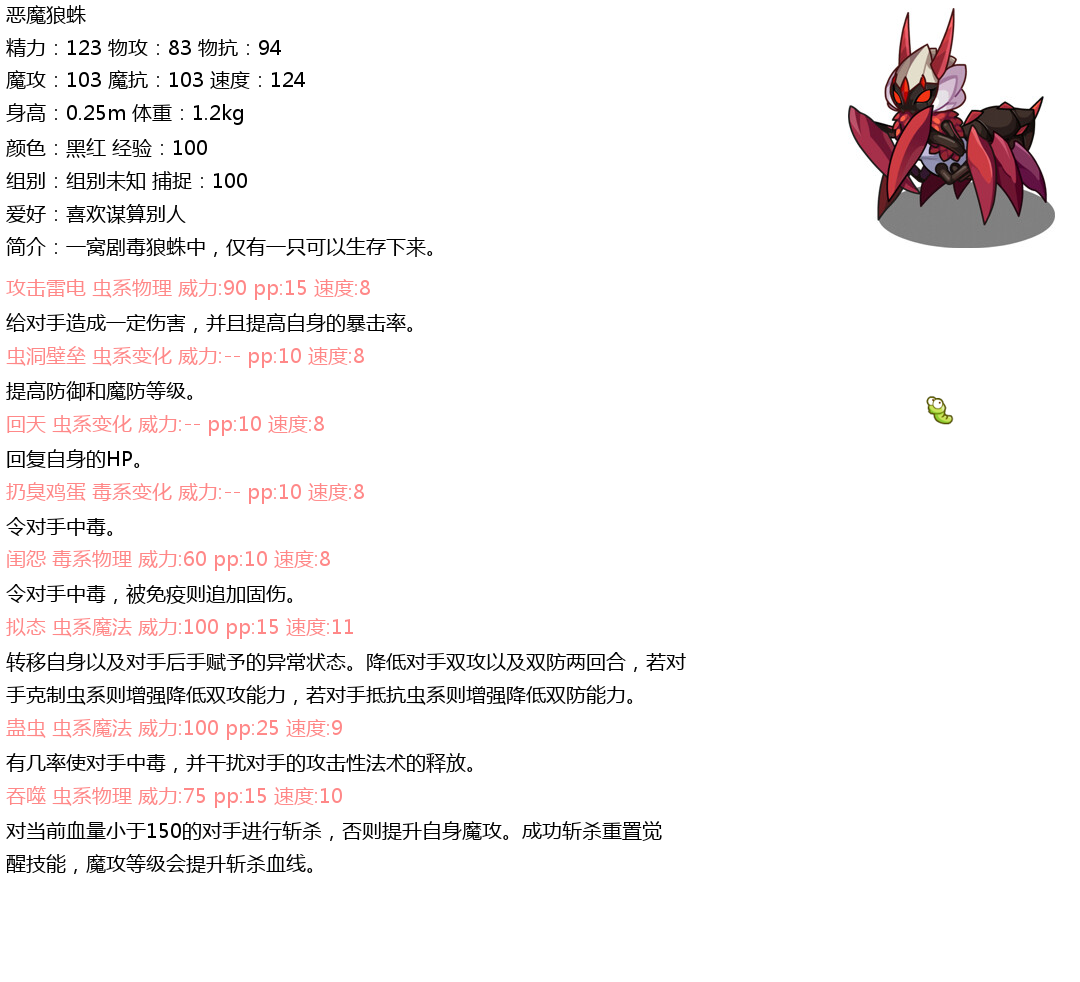 恶魔狼蛛
精力：123 物攻：83 物抗：94
魔攻：103 魔抗：103 速度：124
身高：0.25m 体重：1.2kg
颜色：黑红 经验：100
组别：组别未知 捕捉：100
爱好：喜欢谋算别人
简介：一窝剧毒狼蛛中，仅有一只可以生存下来。
攻击雷电 虫系物理 威力:90 pp:15 速度:8
给对手造成一定伤害，并且提高自身的暴击率。
虫洞壁垒 虫系变化 威力:-- pp:10 速度:8
提高防御和魔防等级。
回天 虫系变化 威力:-- pp:10 速度:8
回复自身的HP。
扔臭鸡蛋 毒系变化 威力:-- pp:10 速度:8
令对手中毒。
闺怨 毒系物理 威力:60 pp:10 速度:8
令对手中毒，被免疫则追加固伤。
拟态 虫系魔法 威力:100 pp:15 速度:11
转移自身以及对手后手赋予的异常状态。降低对手双攻以及双防两回合，若对
手克制虫系则增强降低双攻能力，若对手抵抗虫系则增强降低双防能力。
蛊虫 虫系魔法 威力:100 pp:25 速度:9
有几率使对手中毒，并干扰对手的攻击性法术的释放。
吞噬 虫系物理 威力:75 pp:15 速度:10
对当前血量小于150的对手进行斩杀，否则提升自身魔攻。成功斩杀重置觉
醒技能，魔攻等级会提升斩杀血线。